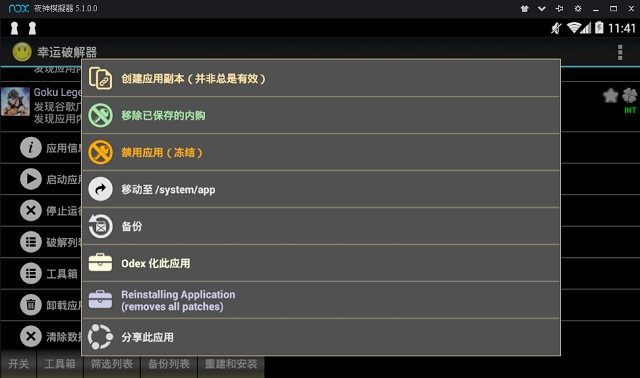 nox 夜神模擬器 5.1.0.0
11:41
幸运破解器
发现应用内
Goku Lege
发现谷歌广
发现应用内
INT
应用信息
启动应用
停止运行
破解列表
工具箱
卸载应用
清除数据
创建应用副本（并非总是有效）
移除已保存的内购
禁用应用（冻结）
移动至 /system/app
备份
Odex 化此应用
Reinstalling Application
(removes all patches)
分享此应用
开关 工具箱 筛选列表 备份列表 重建和安装